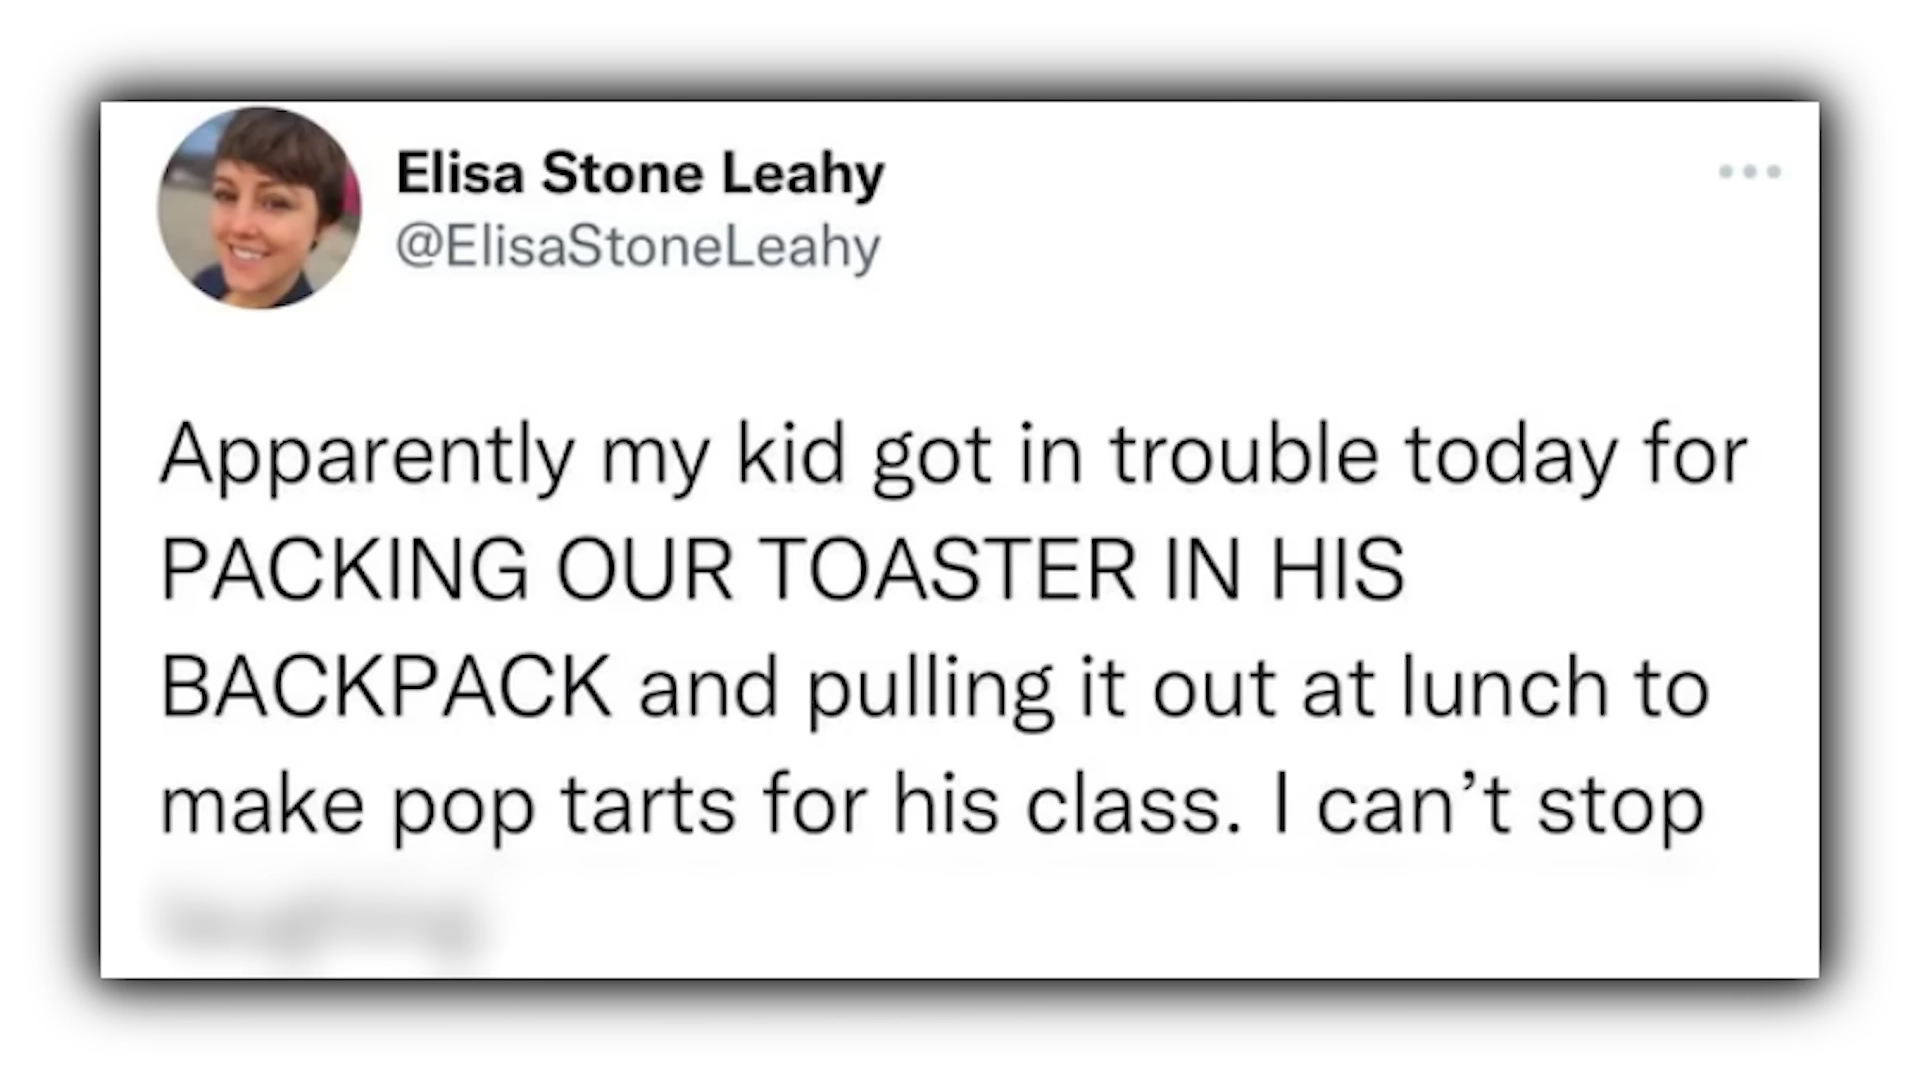 Elisa Stone Leahy
@ElisaStoneLeahy
Apparently my kid got in trouble today for
PACKING OUR TOASTER IN HIS
BACKPACK and pulling it out at lunch to
make pop tarts for his class. I can’t stop